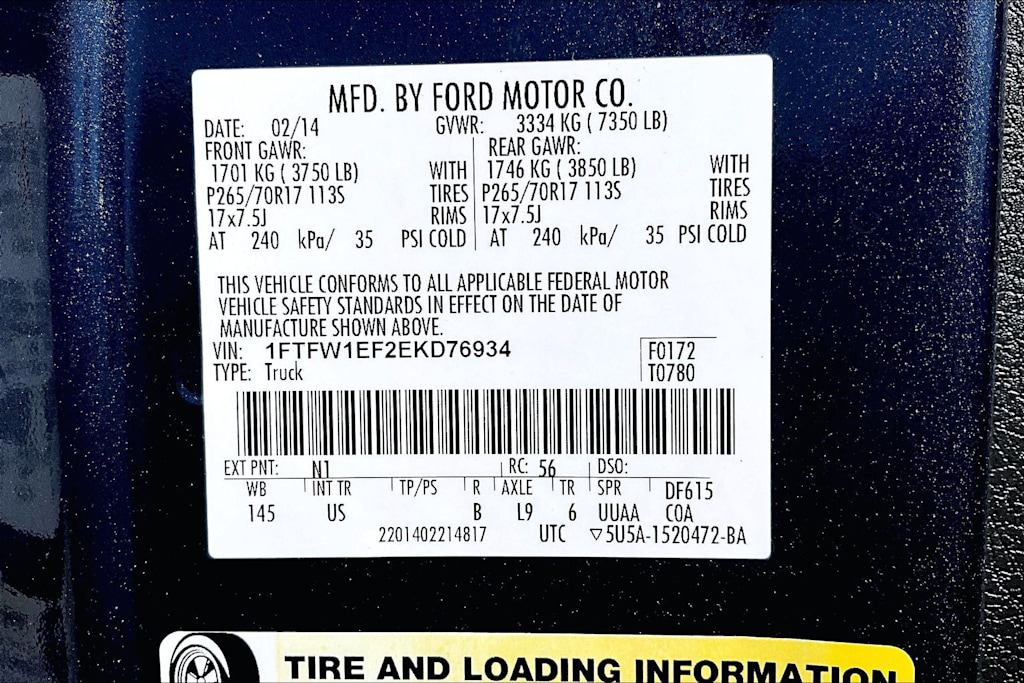 MFD. BY FORD MOTOR CO.
DATE: 02/14 GVWR: 3334 KG ( 7350 LB)
FRONT GAWR: REAR GAWR:
1701 KG ( 3750 LB) WITH 1746 KG ( 3850 LB) WITH
P265/70R17 113S TIRES P265/70R17 113S TIRES
17x7.5J RIMS 17x7.5J RIMS
AT 240 kPa/ 35 PSI COLD AT 240 kPa/ 35 PSI COLD
THIS VEHICLE CONFORMS TO ALL APPLICABLE FEDERAL MOTOR
VEHICLE SAFETY STANDARDS IN EFFECT ON THE DATE OF
MANUFACTURE SHOWN ABOVE.
VIN: 1FTFW1EF2EKD76934 F0172
TYPE: Truck T0780
EXT PNT: N1 RC: 56 DSO:
WB INT TR TP/PS R AXLE TR SPR DF615
145 US B L9 6 UUAA COA
2201402214817 UTC ▽5U5A-1520472-BA
TIRE AND LOADING INFORMATION